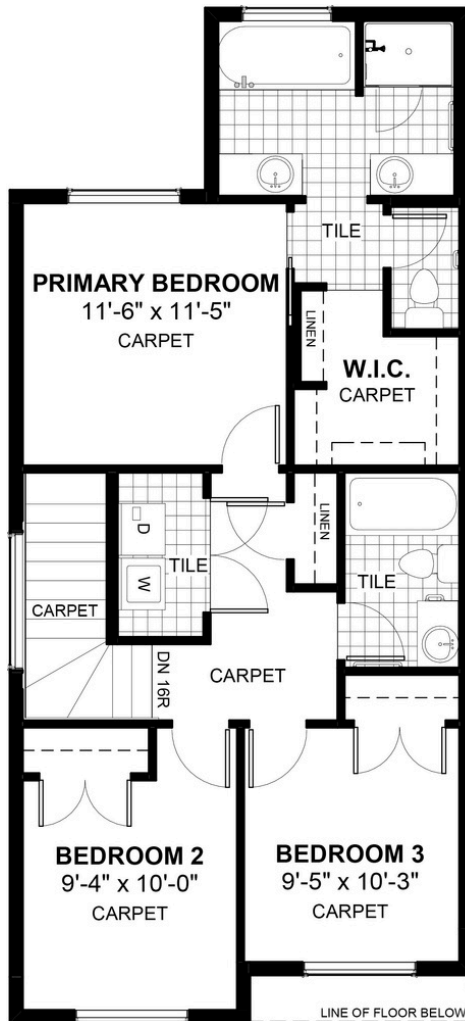 TILE
PRIMARY BEDROOM
11'-6" x 11'-5"
CARPET
LINEN
W.I.C.
CARPET
D
W
TILE
LINEN
TILE
CARPET
DN 16R
CARPET
BEDROOM 2
9'-4" x 10'-0"
CARPET
BEDROOM 3
9'-5" x 10'-3"
CARPET
LINE OF FLOOR BELOW